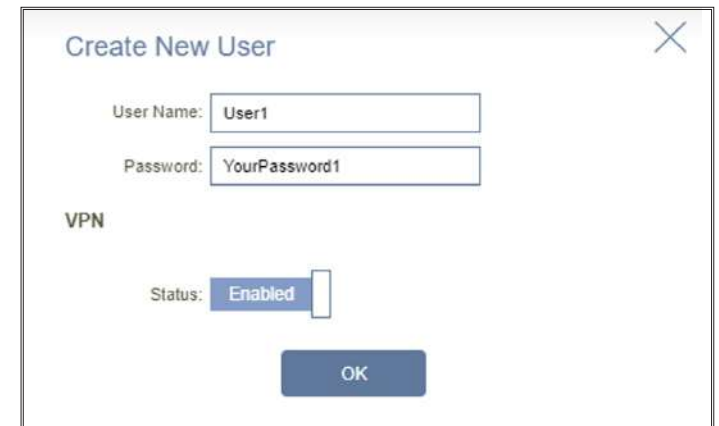 Create New User
User Name: User1
Password: YourPassword1
VPN
Status: Enabled
OK